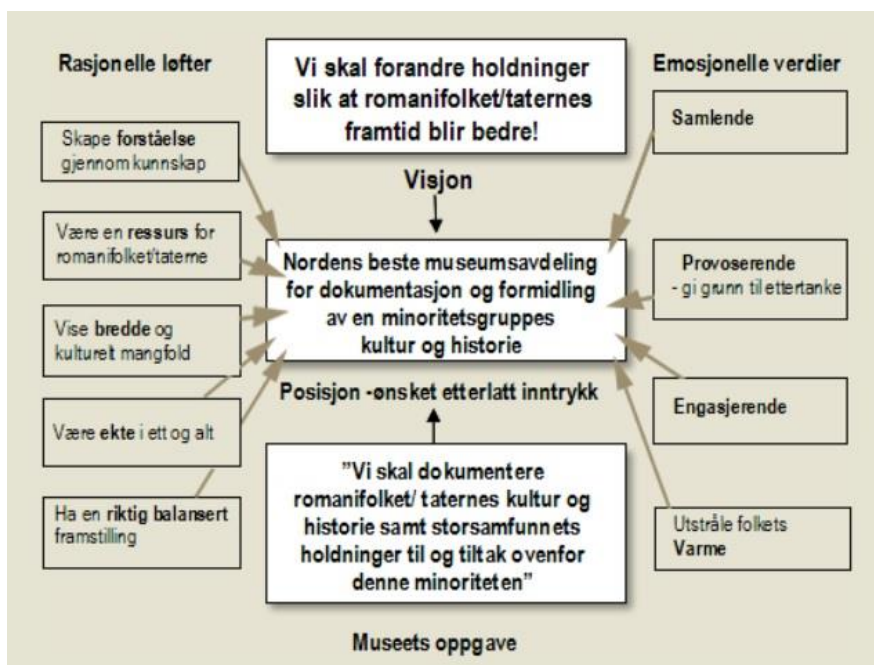 Rasjonelle løfter
Skape forståelse
gjennom kunnskap
Være en ressurs for
romanifolket/taterne
Vise bredde og
kulturelt mangfold
Være ekte i ett og alt
Ha en riktig balansert
framstilling
Vi skal forandre holdninger
slik at romanifolket/taternes
framtid blir bedre!
Visjon
Nordens beste museumsavdeling
for dokumentasjon og formidling
av en minoritetsgruppes
kultur og historie
Posisjon -ønsket etterlatt inntrykk
”Vi skal dokumentere
romanifolket/ taternes kultur og
historie samt storsamfunnets
holdninger til og tiltak ovenfor
denne minoriteten”
Museets oppgave
Emosjonelle verdier
Samlende
Provoserende
- gi grunn til ettertanke
Engasjerende
Utstråle folkets
Varme